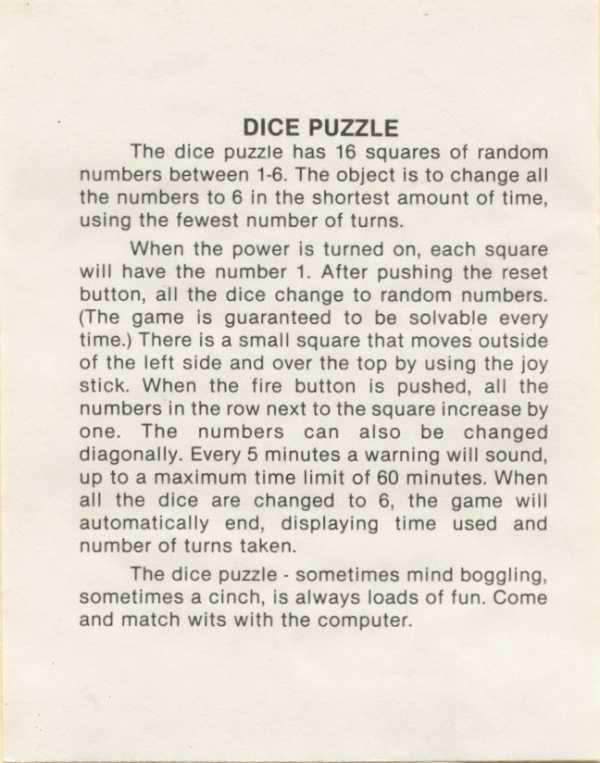 DICE PUZZLE
The dice puzzle has 16 squares of random
numbers between 1-6. The object is to change all
the numbers to 6 in the shortest amount of time,
using the fewest number of turns.
When the power is turned on, each square
will have the number 1. After pushing the reset
button, all the dice change to random numbers.
(The game is guaranteed to be solvable every
time.) There is a small square that moves outside
of the left side and over the top by using the joy
stick. When the fire button is pushed, all the
numbers in the row next to the square increase by
one. The numbers can also be changed
diagonally. Every 5 minutes a warning will sound,
up to a maximum time limit of 60 minutes. When
all the dice are changed to 6, the game will
automatically end, displaying time used and
number of turns taken.
The dice puzzle - sometimes mind boggling,
sometimes a cinch, is always loads of fun. Come
and match wits with the computer.